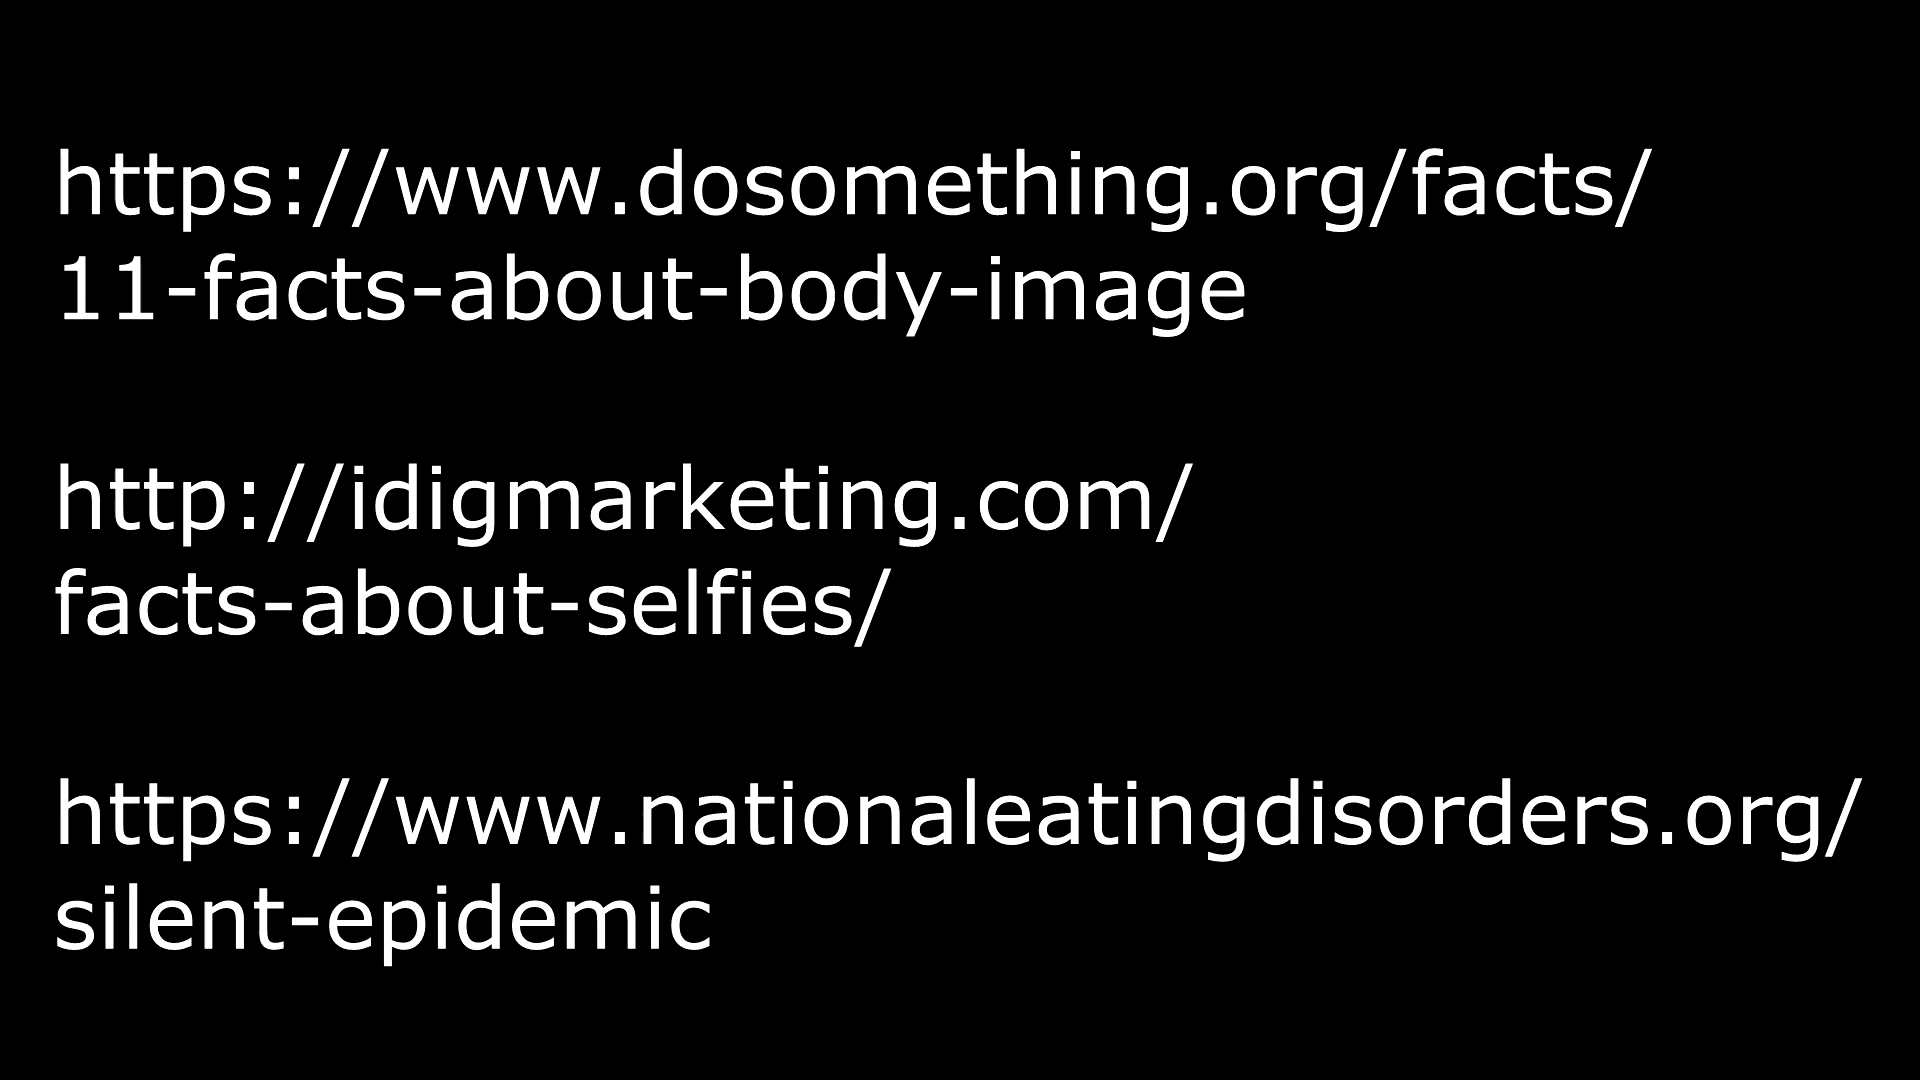 https://www.dosomething.org/facts/
11-facts-about-body-image
http://idigmarketing.com/
facts-about-selfies/
https://www.nationaleatingdisorders.org/
silent-epidemic